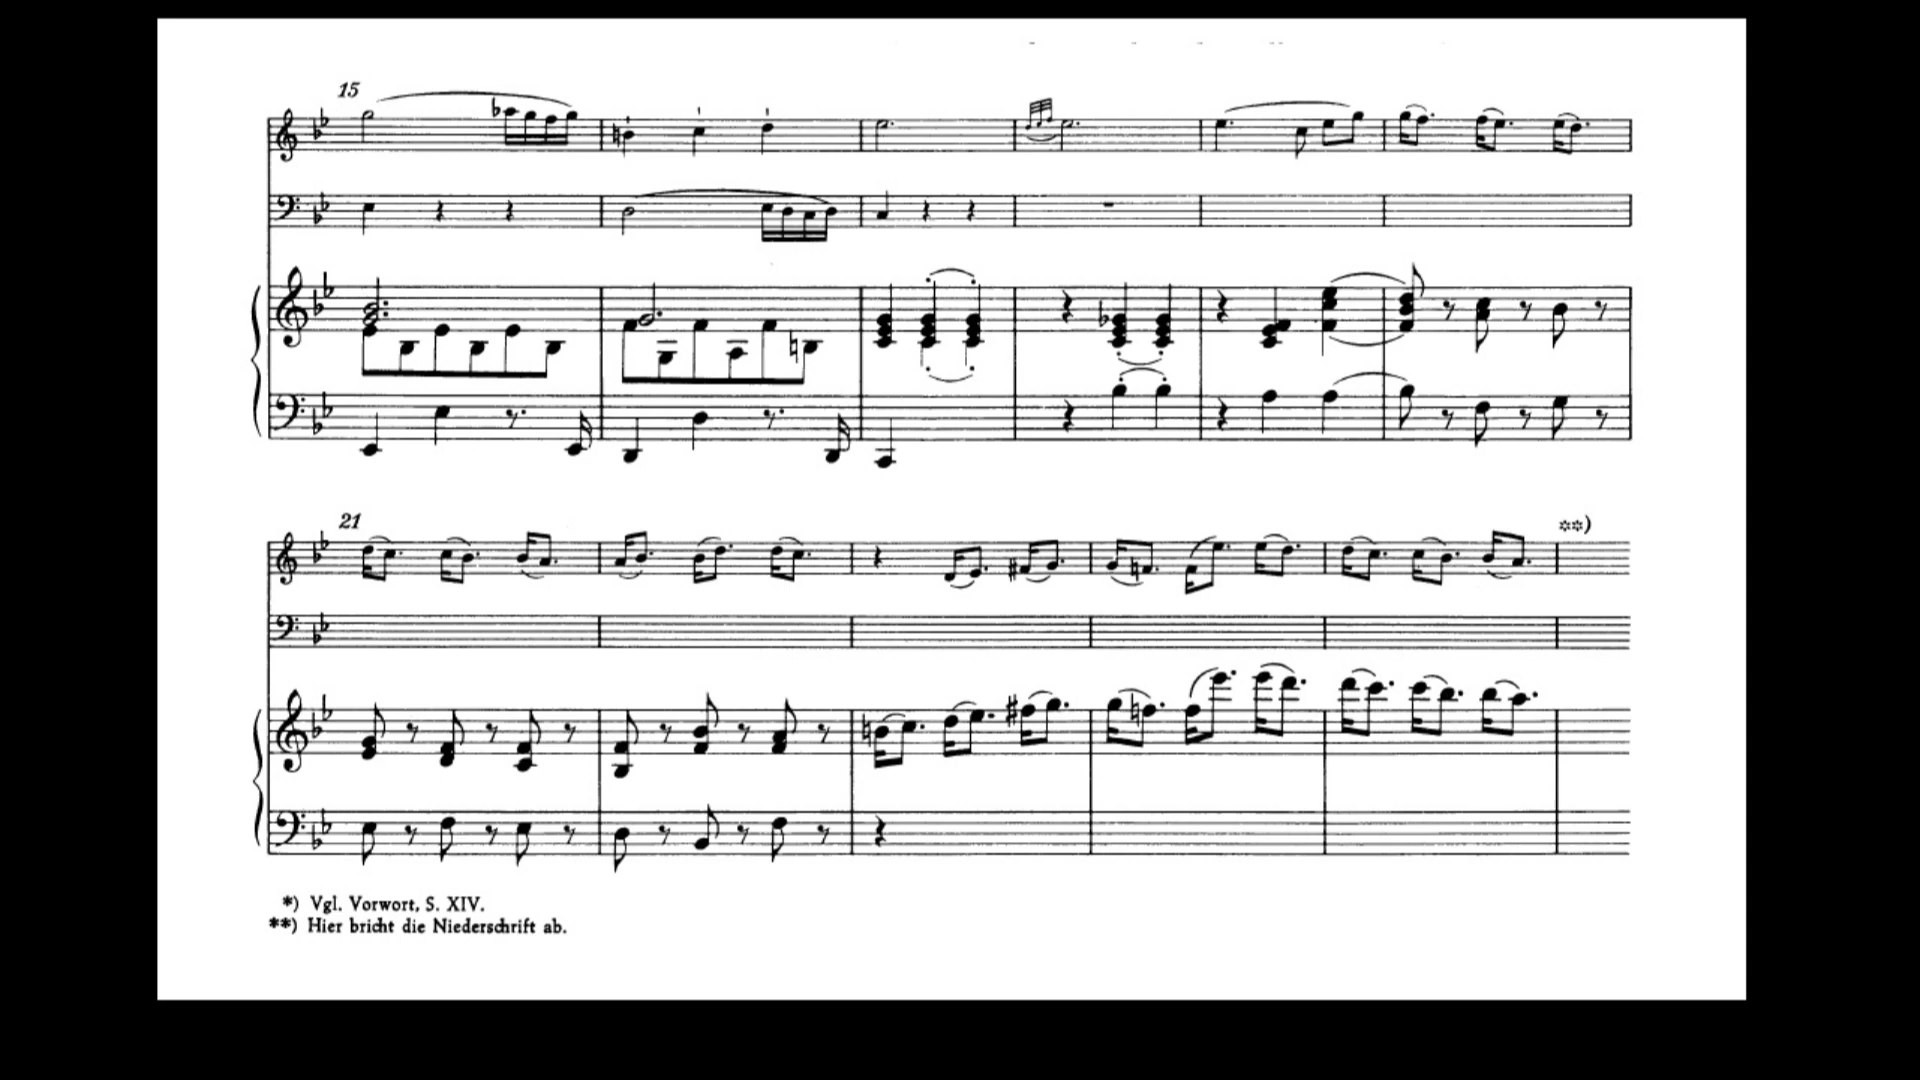 15
21
**)
*) Vgl. Vorwort, S. XIV.
**) Hier bricht die Niederschrift ab.